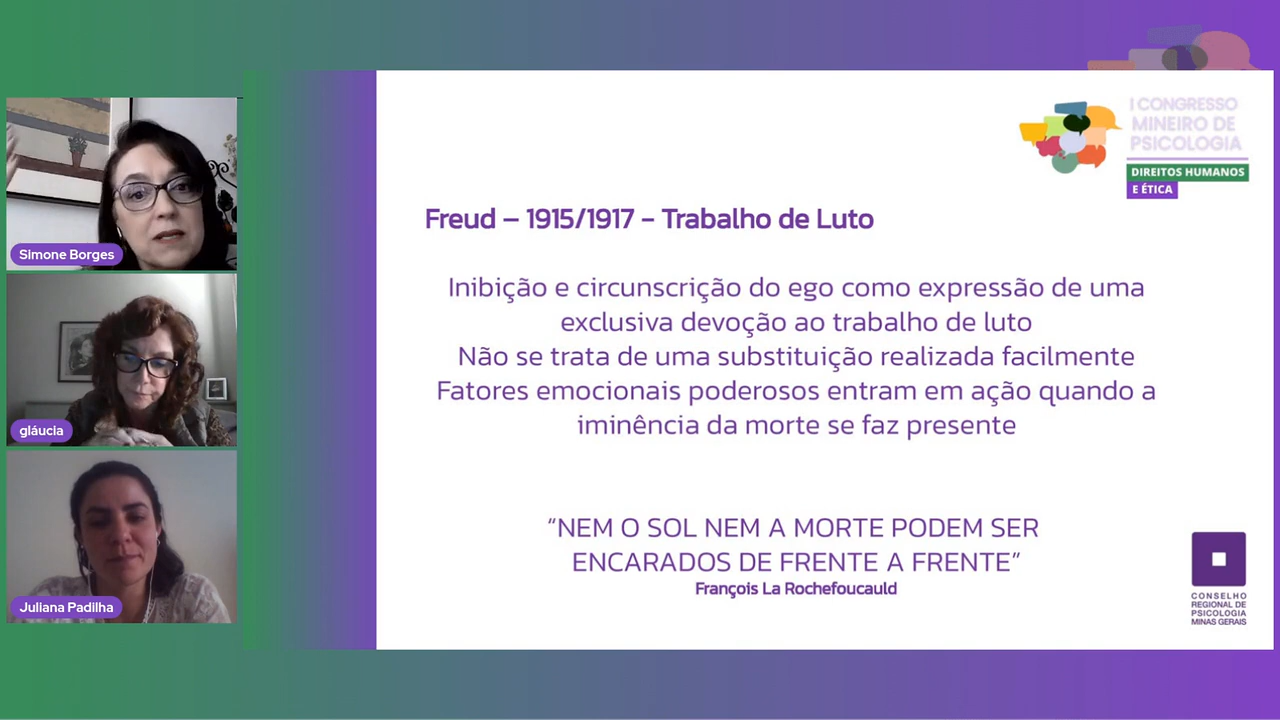 I CONGRESSO
MINEIRO DE
PSICOLOGIA
DIREITOS HUMANOS
E ÉTICA
Simone Borges
gláucia
Juliana Padilha
Freud – 1915/1917 – Trabalho de Luto
Inibição e circunscrição do ego como expressão de uma
exclusiva devoção ao trabalho de luto
Não se trata de uma substituição realizada facilmente
Fatores emocionais poderosos entram em ação quando a
iminência da morte se faz presente
“NEM O SOL NEM A MORTE PODEM SER
ENCARADOS DE FRENTE A FRENTE”
François La Rochefoucauld
CONSELHO
REGIONAL DE
PSICOLOGIA
MINAS GERAIS